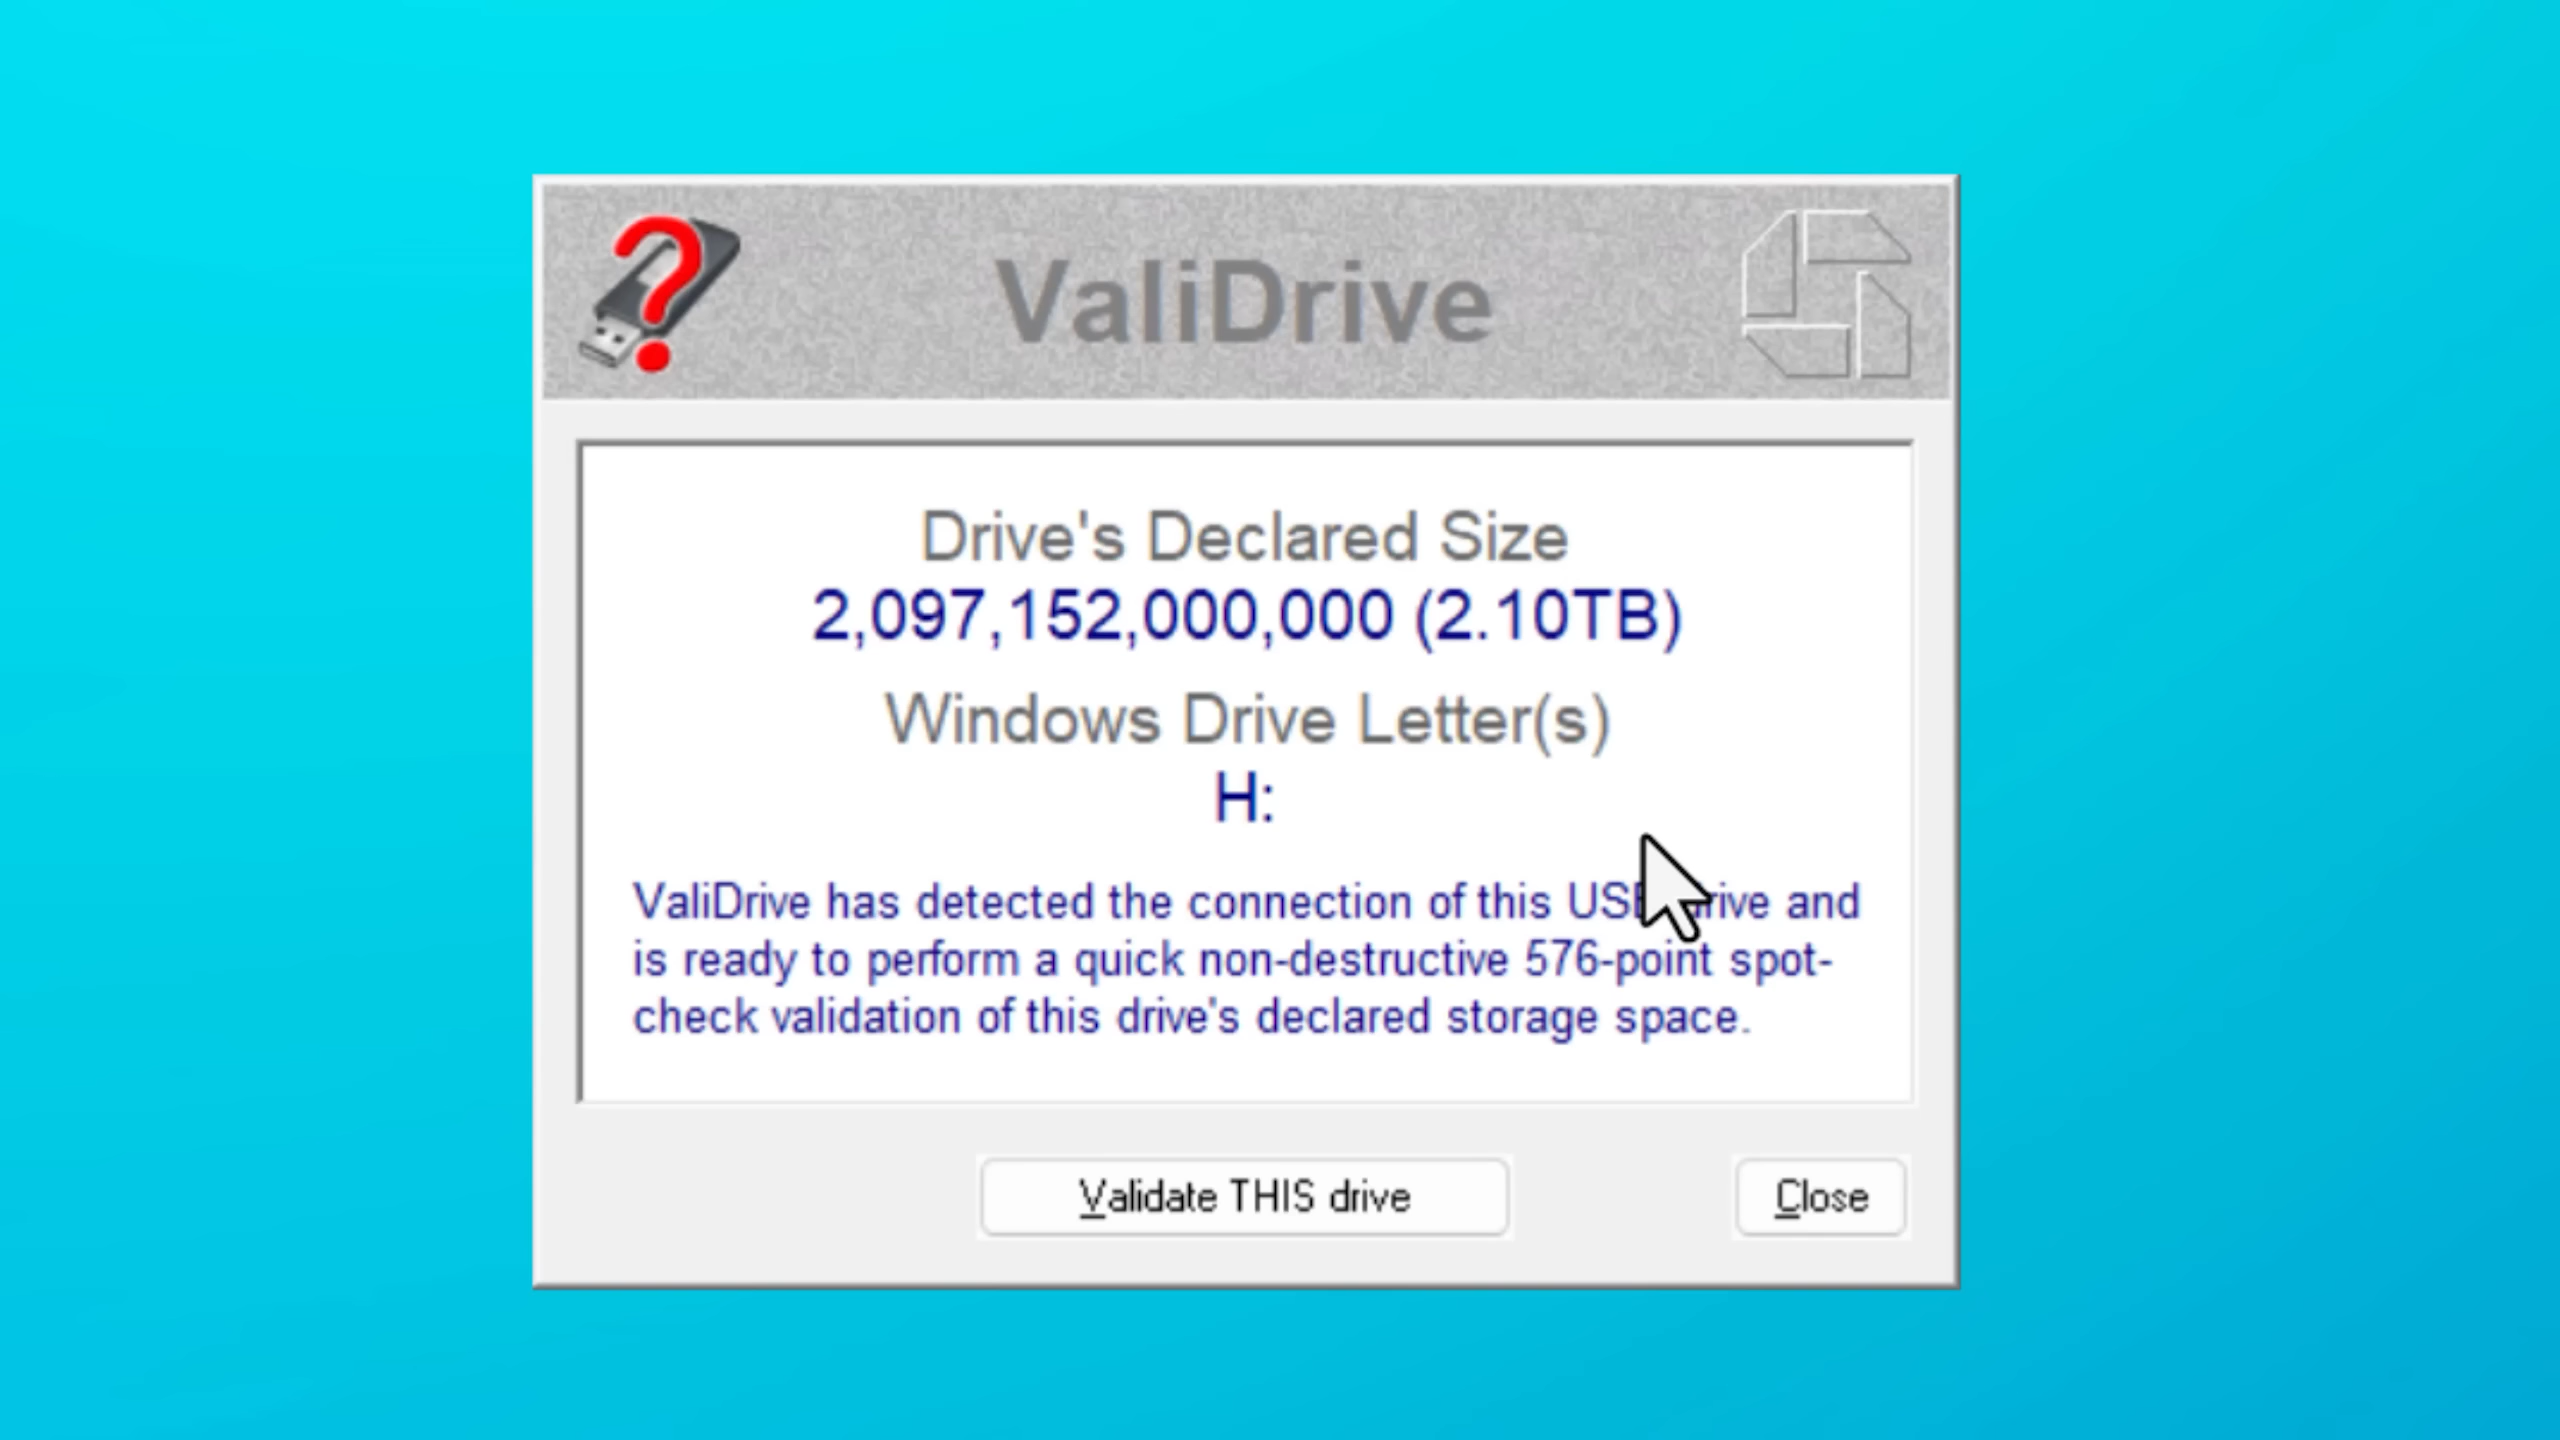 ValiDrive
Drive's Declared Size
2,097,152,000,000 (2.10TB)
Windows Drive Letter(s)
H:
ValiDrive has detected the connection of this USB drive and
is ready to perform a quick non-destructive 576-point spot-
check validation of this drive's declared storage space.
Validate THIS drive
Close